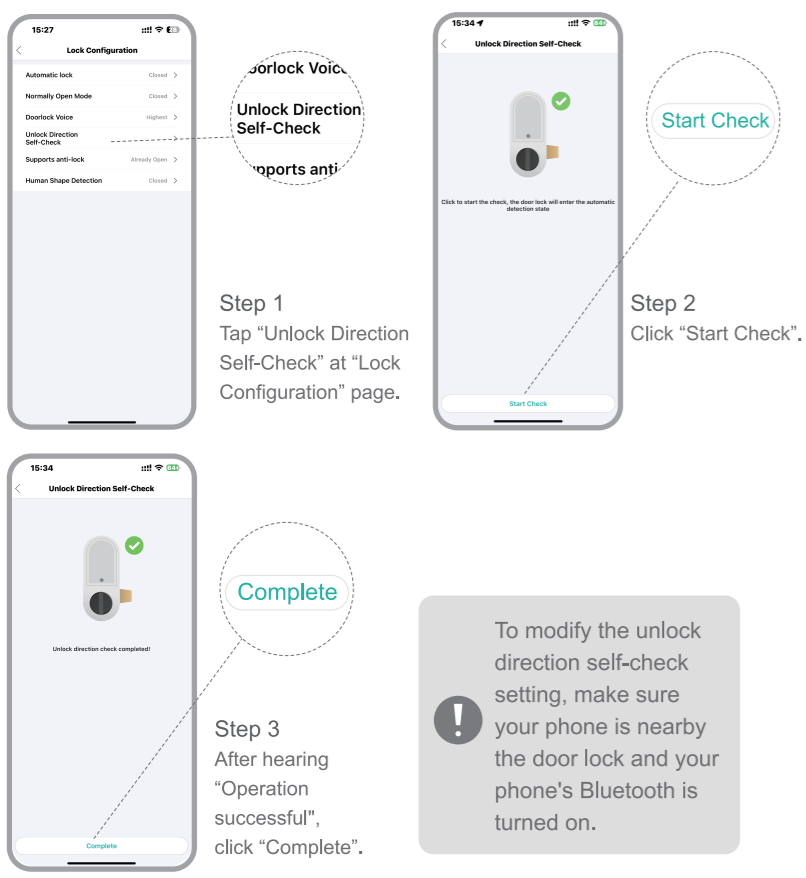 15:27
28
Lock Configuration
Automatic lock Closed
Normally Open Mode Closed
Doorlock Voice Highest
Unlock Direction
Self-Check
Supports anti-lock Already Open
Human Shape Detection Closed
oorlock Voice
Unlock Direction
Self-Check
upports anti-
Step 1
Tap “Unlock Direction
Self-Check” at “Lock
Configuration” page.
15:34
84
Unlock Direction Self-Check
Click to start the check, the door lock will enter the automatic
detection state
Start Check
Start Check
Step 2
Click “Start Check”.
15:34
84
Unlock Direction Self-Check
Unlock direction check completed!
Complete
Complete
Step 3
After hearing
“Operation
successful",
click “Complete”.
!
To modify the unlock
direction self-check
setting, make sure
your phone is nearby
the door lock and your
phone's Bluetooth is
turned on.